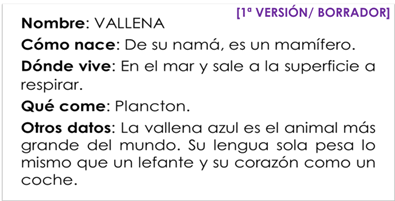 [1ª VERSIÓN/ BORRADOR]
Nombre: VALLENA
Cómo nace: De su namá, es un mamífero.
Dónde vive: En el mar y sale a la superficie a
respirar.
Qué come: Plancton.
Otros datos: La vallena azul es el animal más
grande del mundo. Su lengua sola pesa lo
mismo que un lefante y su corazón como un
coche.